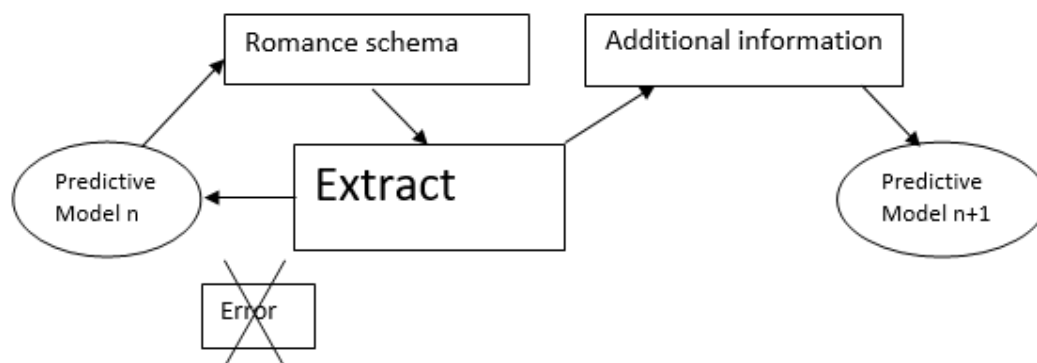 Romance schema
Additional information
Extract
Predictive
Model n
Predictive
Model n+1
Error